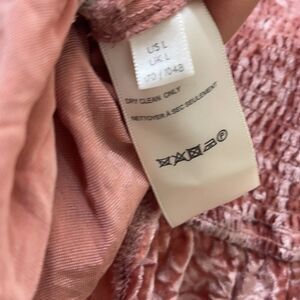 US L
UK L
DRY CLEAN ONLY
NETTOYER A SEC SEULEMENT